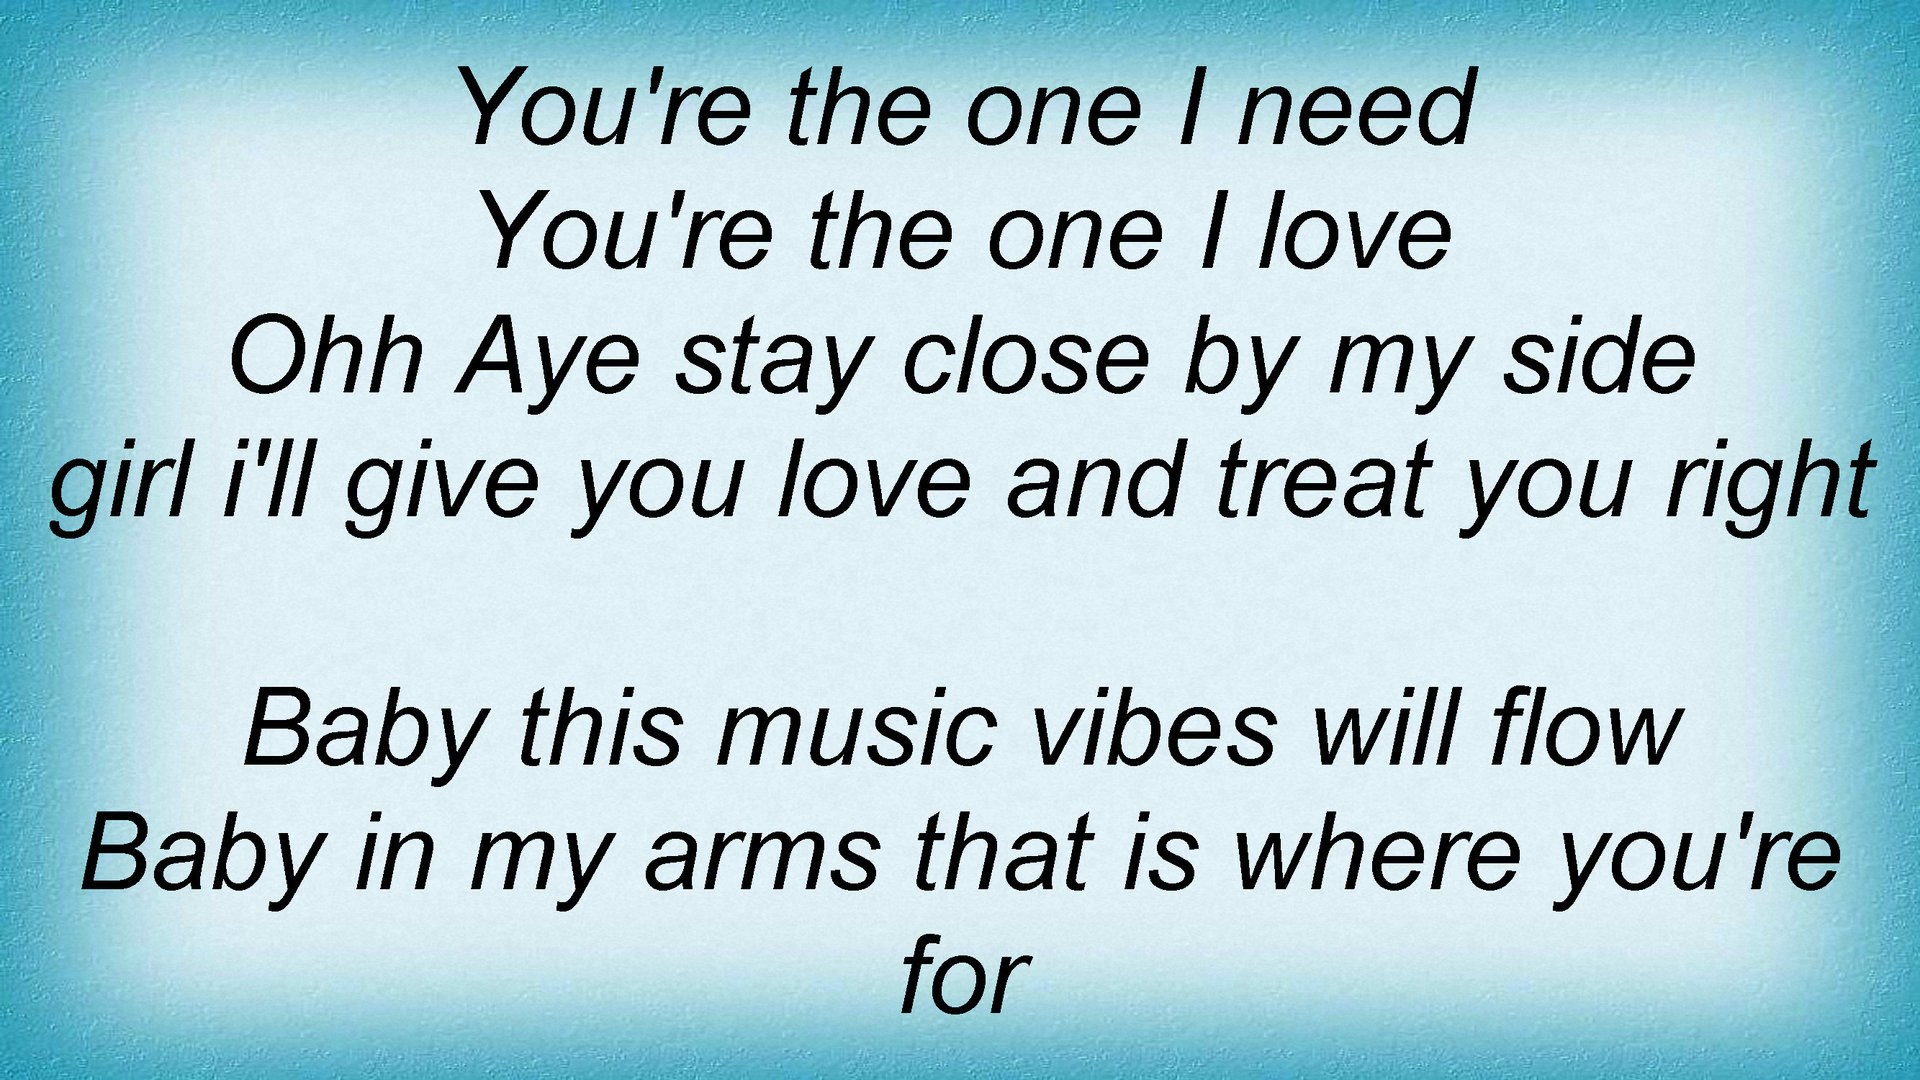 You're the one I need
You're the one I love
Ohh Aye stay close by my side
girl i'll give you love and treat you right
Baby this music vibes will flow
Baby in my arms that is where you're
for